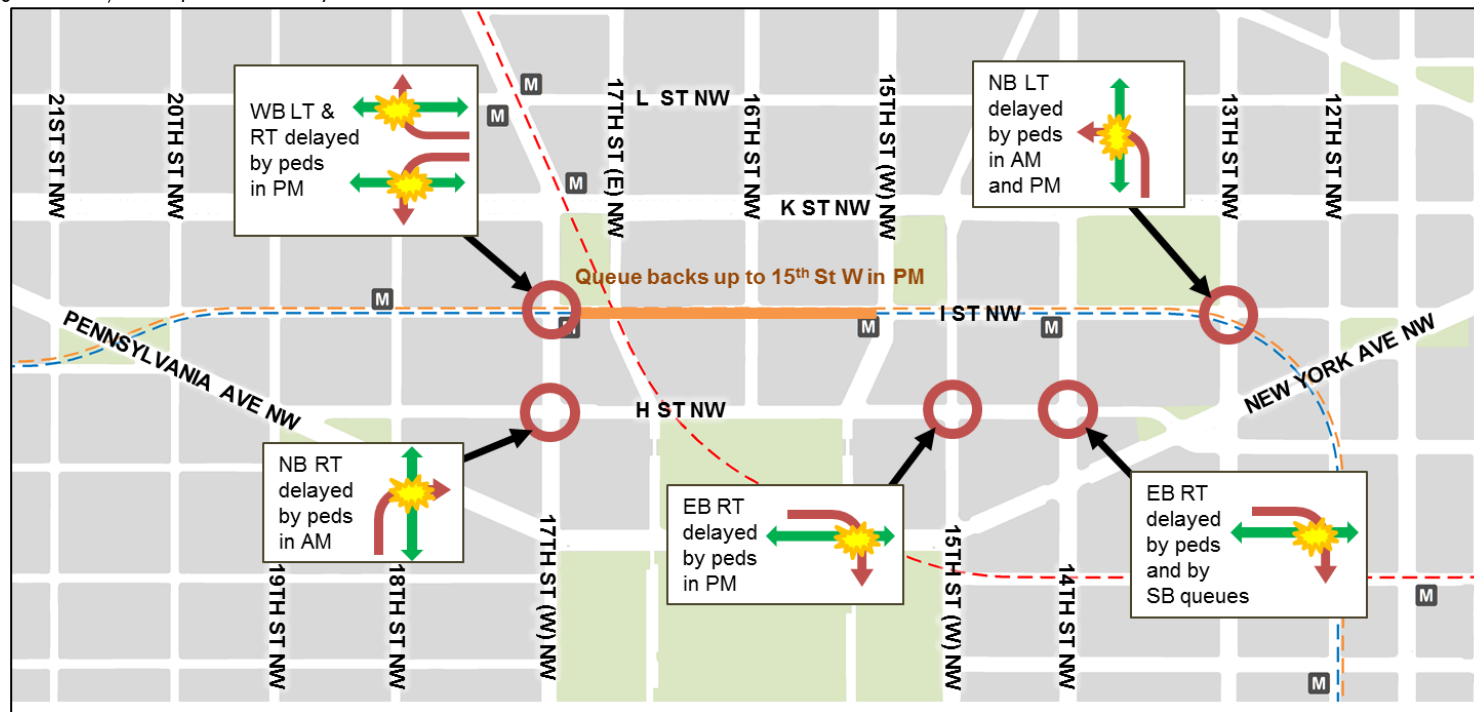 21ST ST NW
20TH ST NW
WB LT &
RT delayed
by peds
in PM
M
M
M
17TH ST (E) NW
L ST NW
16TH ST NW
15TH ST (W) NW
NB LT
delayed
by peds
in AM
and PM
13TH ST NW
12TH ST NW
K ST NW
Queue backs up to 15th St W in PM
M
M
M
I ST NW
M
PENNSYLVANIA AVE NW
NEW YORK AVE NW
H ST NW
NB RT
delayed
by peds
in AM
EB RT
delayed
by peds
in PM
EB RT
delayed
by peds
and by
SB queues
19TH ST NW
18TH ST NW
17TH ST (W) NW
15TH ST (W) NW
14TH ST NW
M
M